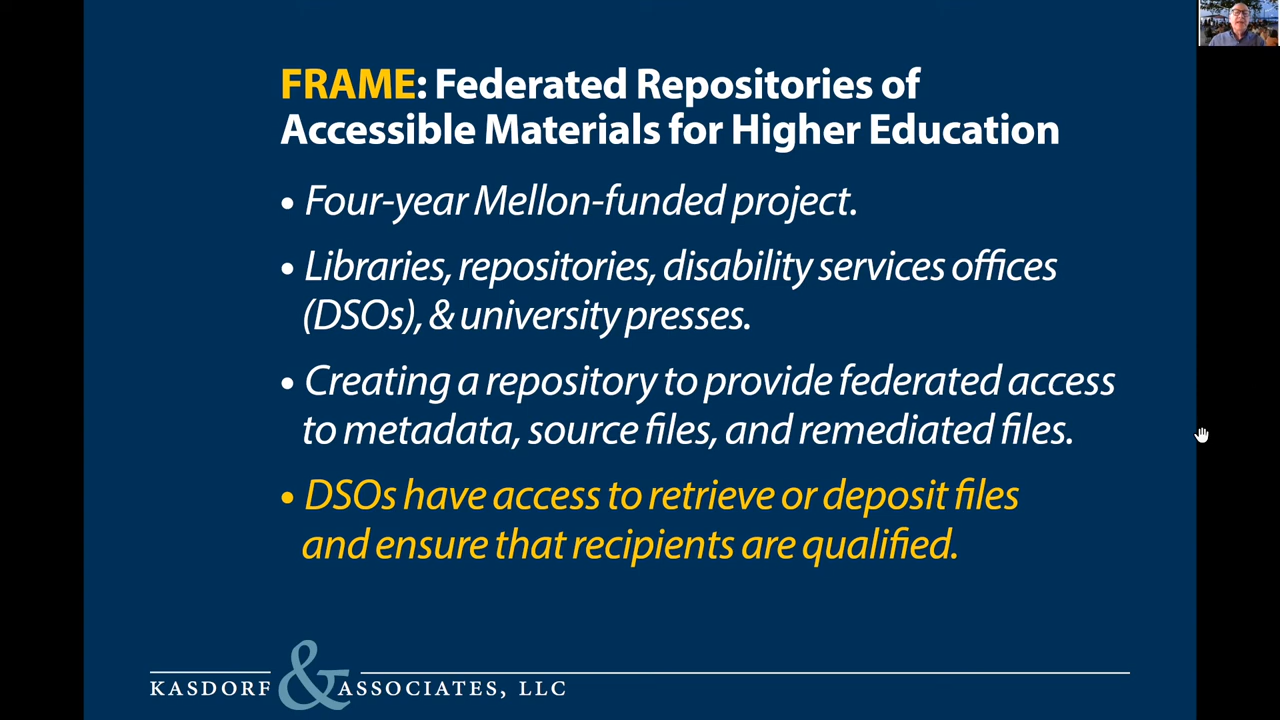 FRAME: Federated Repositories of
Accessible Materials for Higher Education
• Four-year Mellon-funded project.
• Libraries, repositories, disability services offices
(DSOs), & university presses.
• Creating a repository to provide federated access
to metadata, source files, and remediated files.
• DSOs have access to retrieve or deposit files
and ensure that recipients are qualified.
KASDORF & ASSOCIATES, LLC